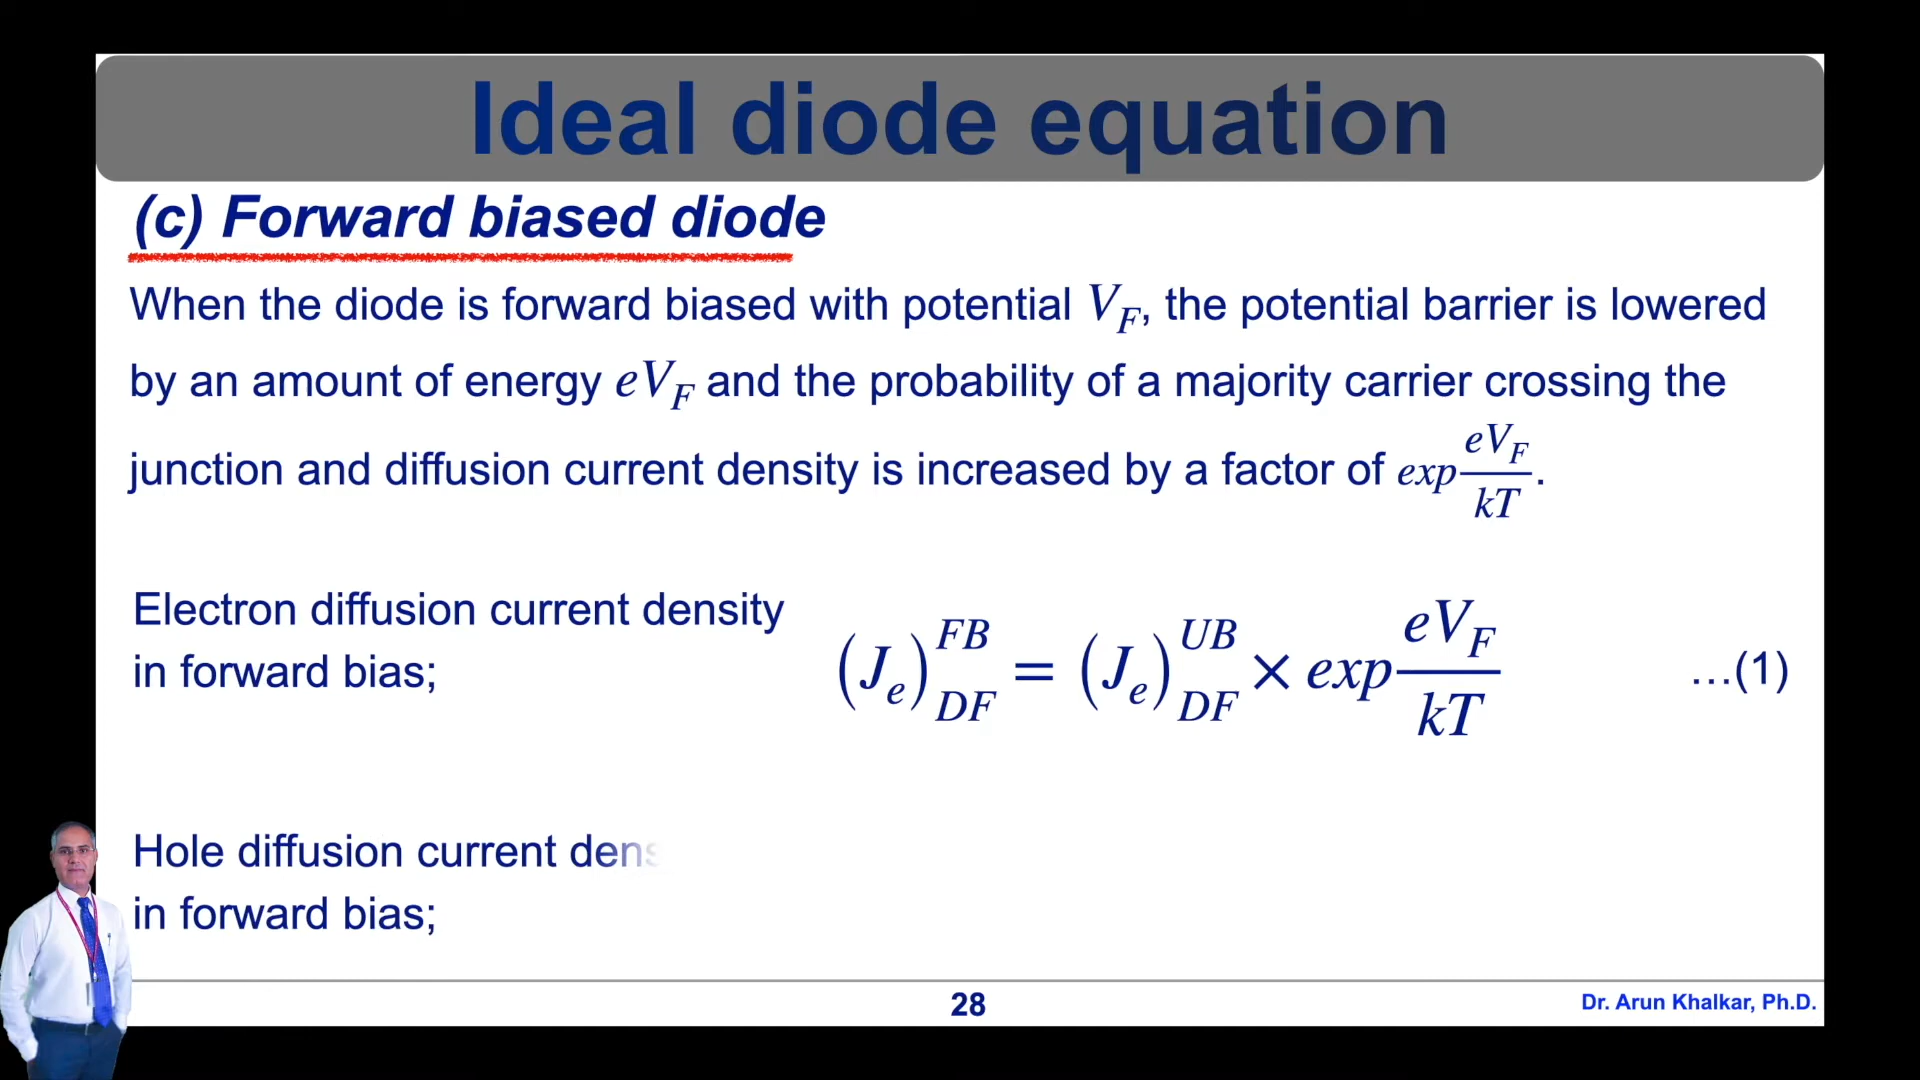 Ideal diode equation
(c) Forward biased diode
When the diode is forward biased with potential V_F, the potential barrier is lowered
by an amount of energy eV_F and the probability of a majority carrier crossing the
junction and diffusion current density is increased by a factor of exp eV_F/kT.
Electron diffusion current density
in forward bias;
(J_e)^FB_DF = (J_e)^UB_DF × exp eV_F/kT …(1)
Hole diffusion current dens
in forward bias;
28
Dr. Arun Khalkar, Ph.D.